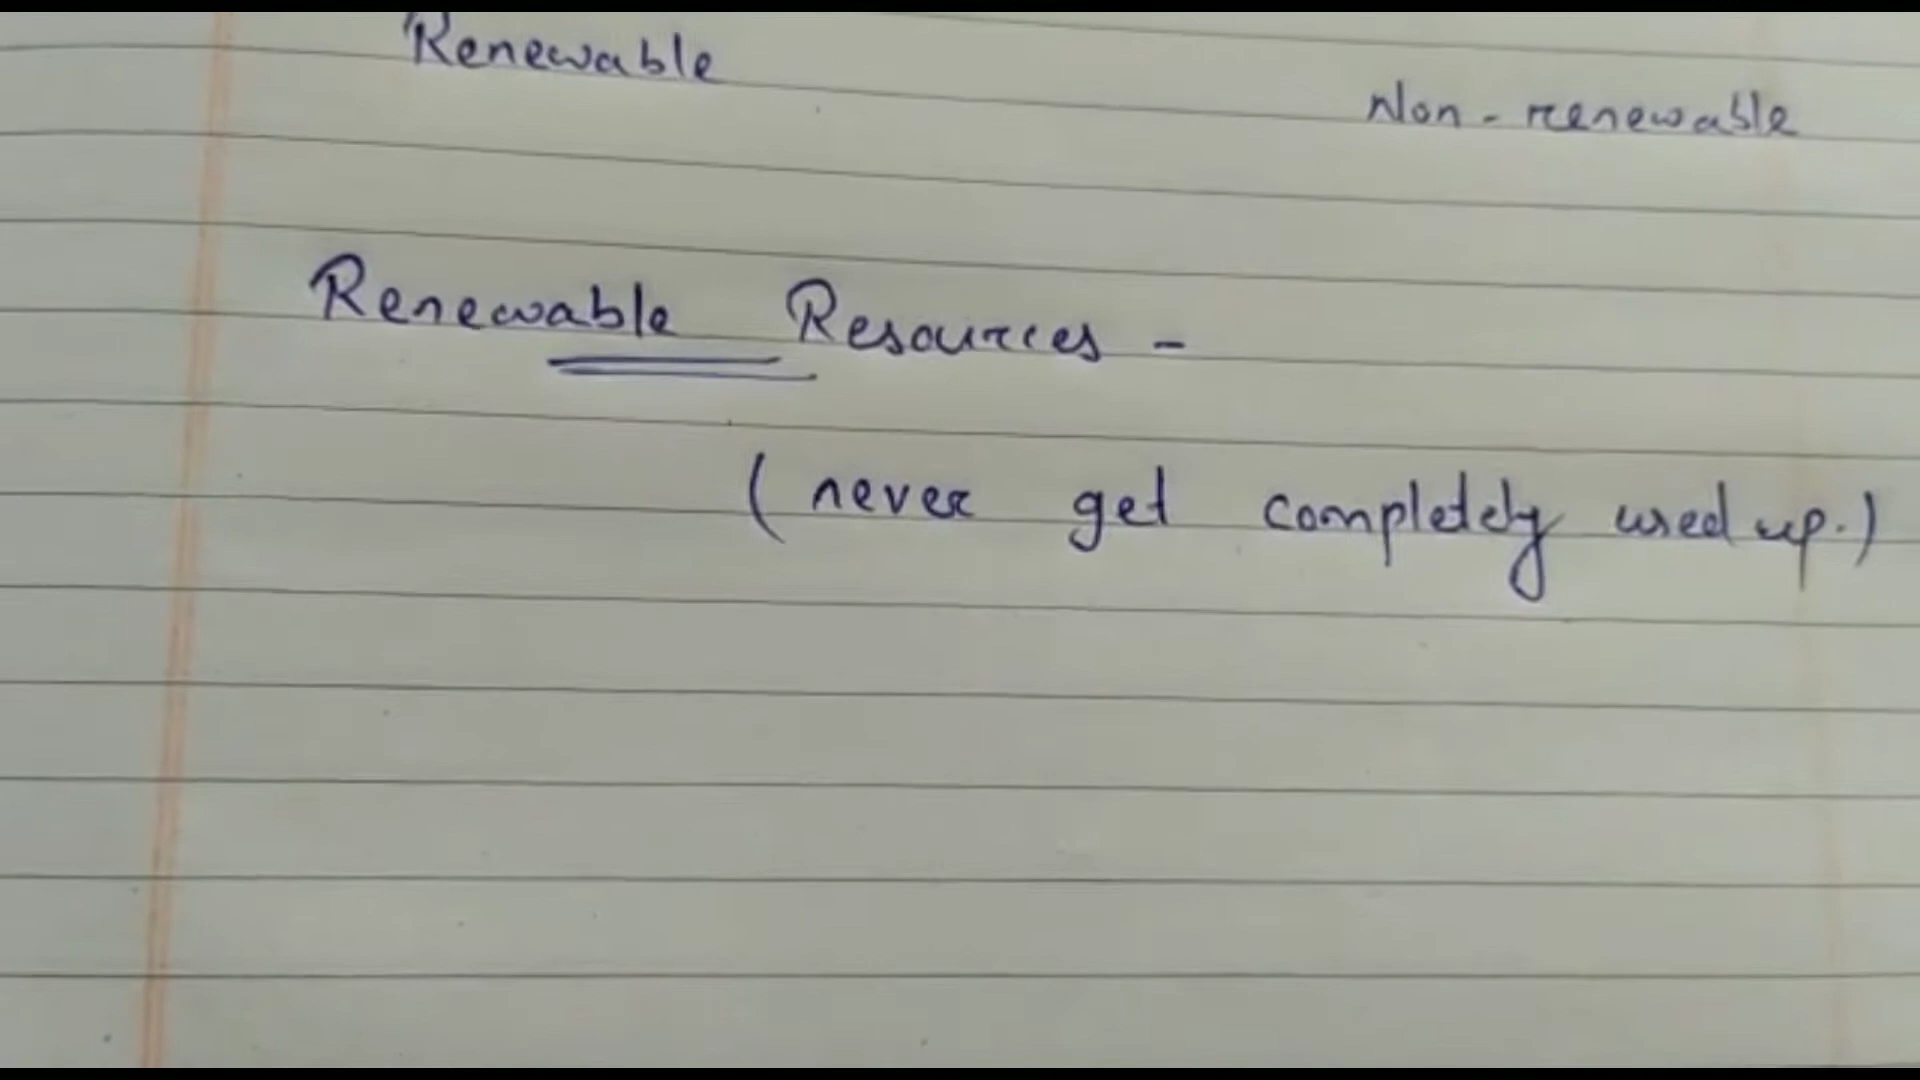 Renewable
Non-renewable
Renewable Resources -
(never get completely used up.)